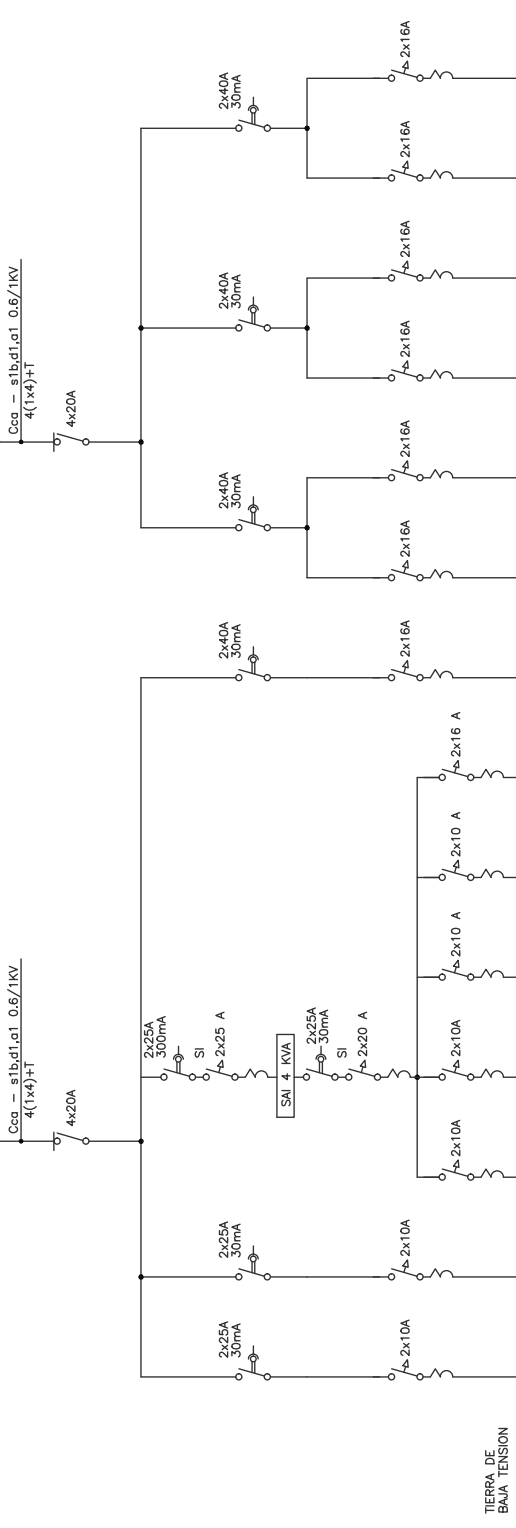 Cca - s1b,d1,a1 0.6/1KV
4(1x4)+T
4x20A
2x25A
30mA
2x10A
2x25A
30mA
2x10A
2x25A
300mA
SI
2x25 A
SAI 4 KVA
2x25A
30mA
SI
2x20 A
2x10A
2x10A
2x10 A
2x10 A
2x16 A
2x40A
30mA
2x16A
Cca - s1b,d1,a1 0.6/1KV
4(1x4)+T
4x20A
2x40A
30mA
2x16A
2x16A
2x40A
30mA
2x16A
2x16A
2x40A
30mA
2x16A
2x16A
TIERRA DE
BAJA TENSION